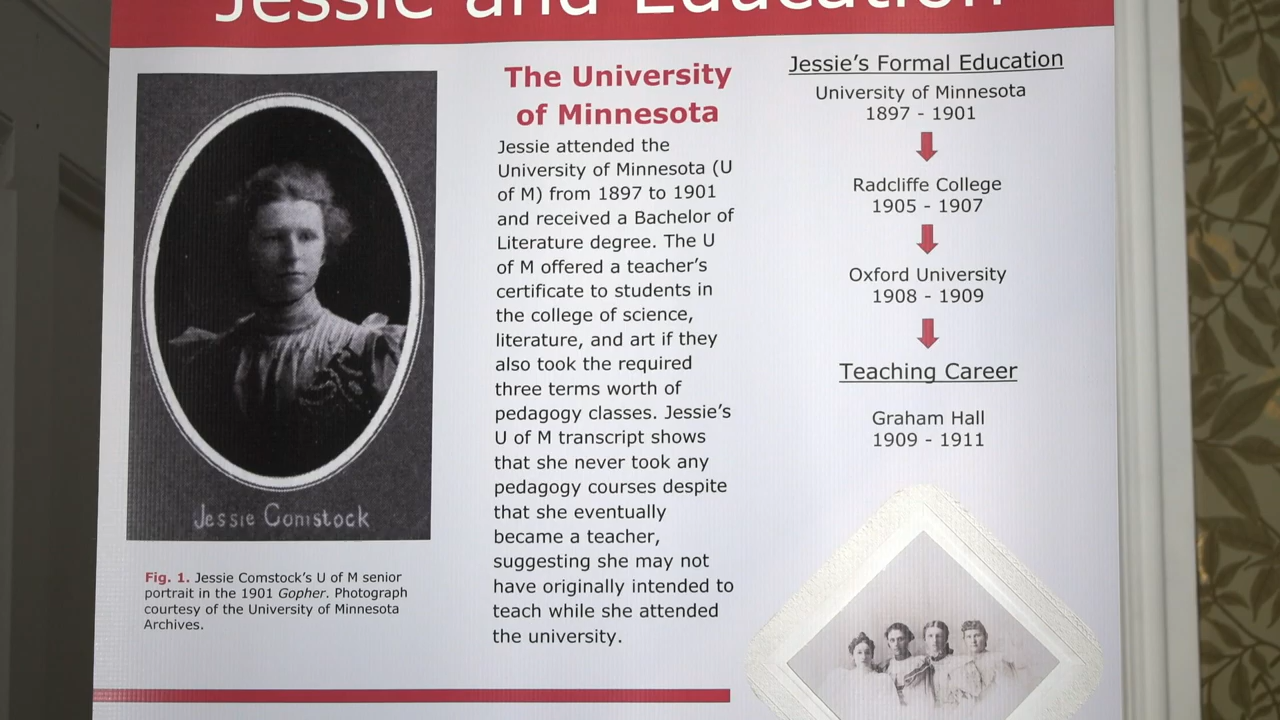 Jessie and Education
The University
of Minnesota
Jessie attended the
University of Minnesota (U
of M) from 1897 to 1901
and received a Bachelor of
Literature degree. The U
of M offered a teacher's
certificate to students in
the college of science,
literature, and art if they
also took the required
three terms worth of
pedagogy classes. Jessie's
U of M transcript shows
that she never took any
pedagogy courses despite
that she eventually
became a teacher,
suggesting she may not
have originally intended to
teach while she attended
the university.
Jessie Comstock
Fig. 1. Jessie Comstock's U of M senior
portrait in the 1901 Gopher. Photograph
courtesy of the University of Minnesota
Archives.
Jessie's Formal Education
University of Minnesota
1897 - 1901
Radcliffe College
1905 - 1907
Oxford University
1908 - 1909
Teaching Career
Graham Hall
1909 - 1911